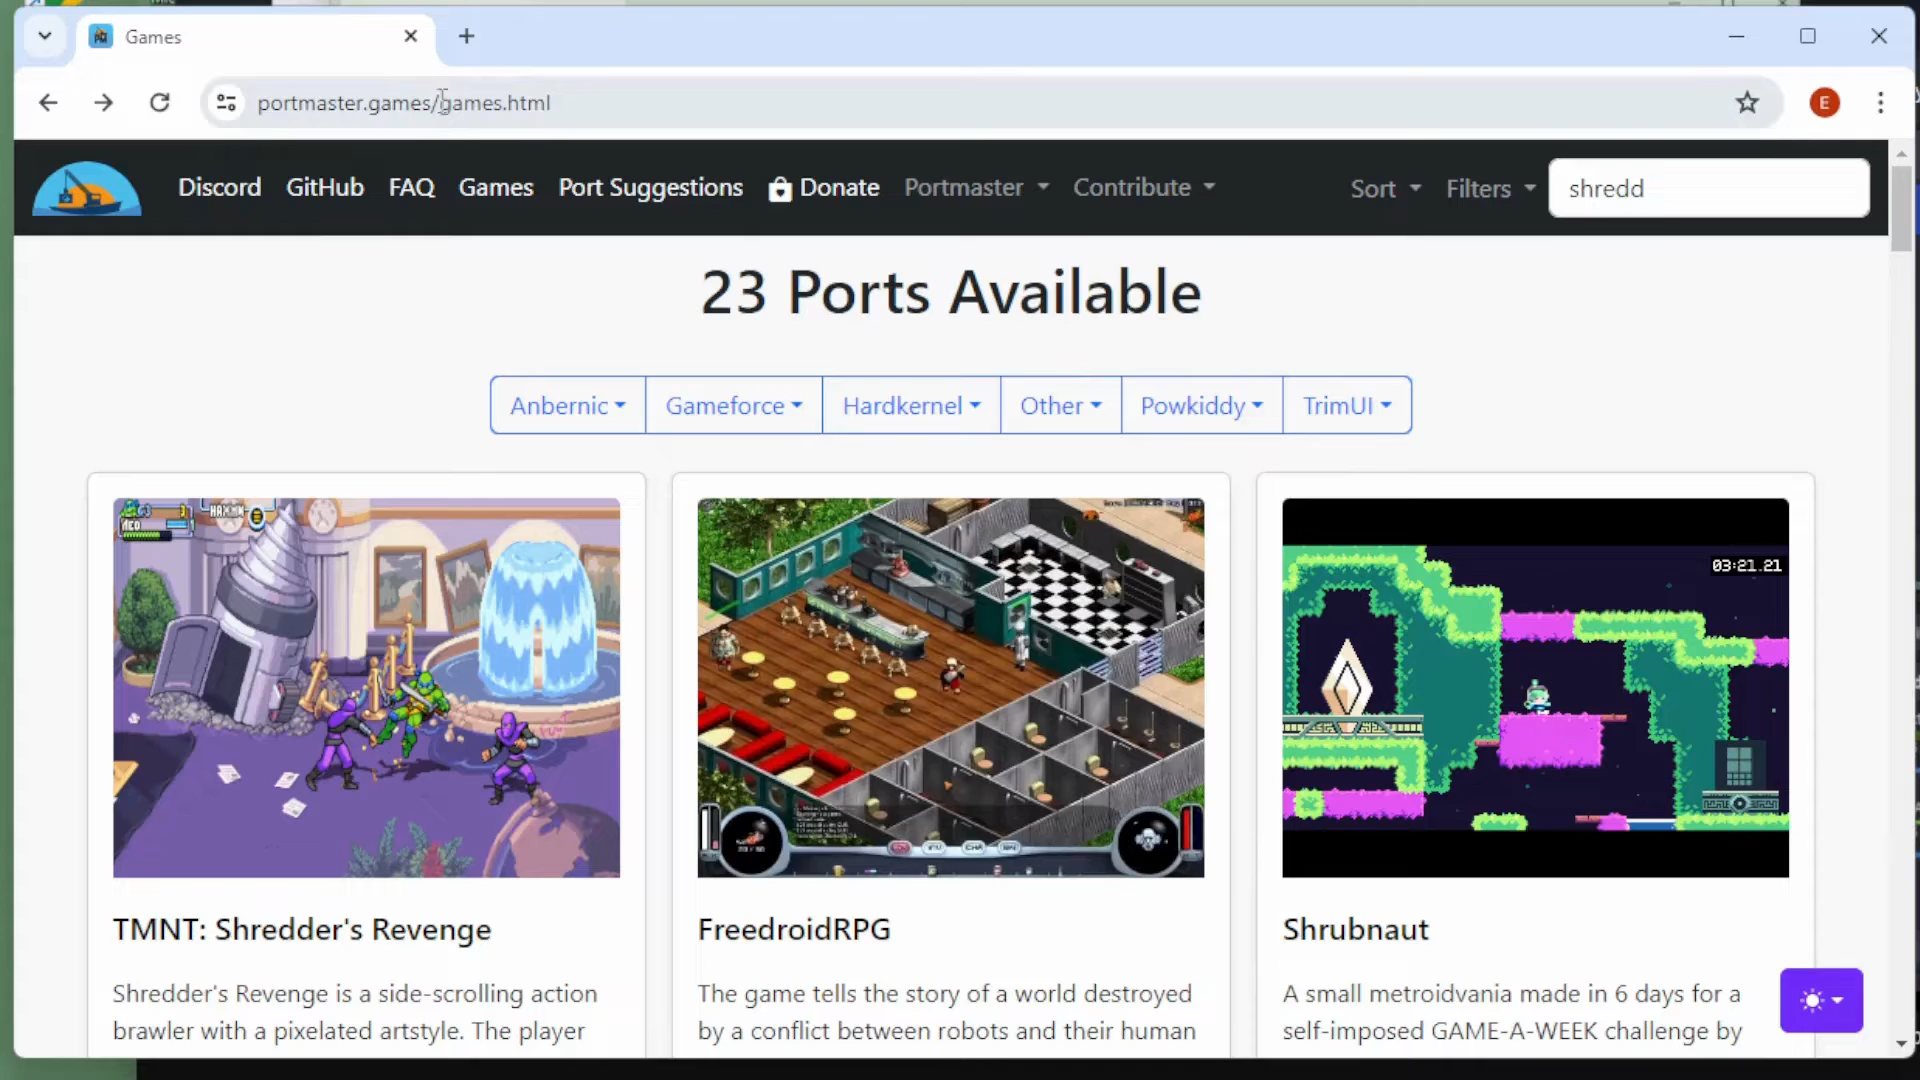 Games
portmaster.games/games.html
E
Discord GitHub FAQ Games Port Suggestions Donate Portmaster Contribute Sort Filters shredd
23 Ports Available
Anbernic Gameforce Hardkernel Other Powkiddy TrimUI
03:21.21
TMNT: Shredder's Revenge
Shredder's Revenge is a side-scrolling action
brawler with a pixelated artstyle. The player
FreedroidRPG
The game tells the story of a world destroyed
by a conflict between robots and their human
Shrubnaut
A small metroidvania made in 6 days for a
self-imposed GAME-A-WEEK challenge by